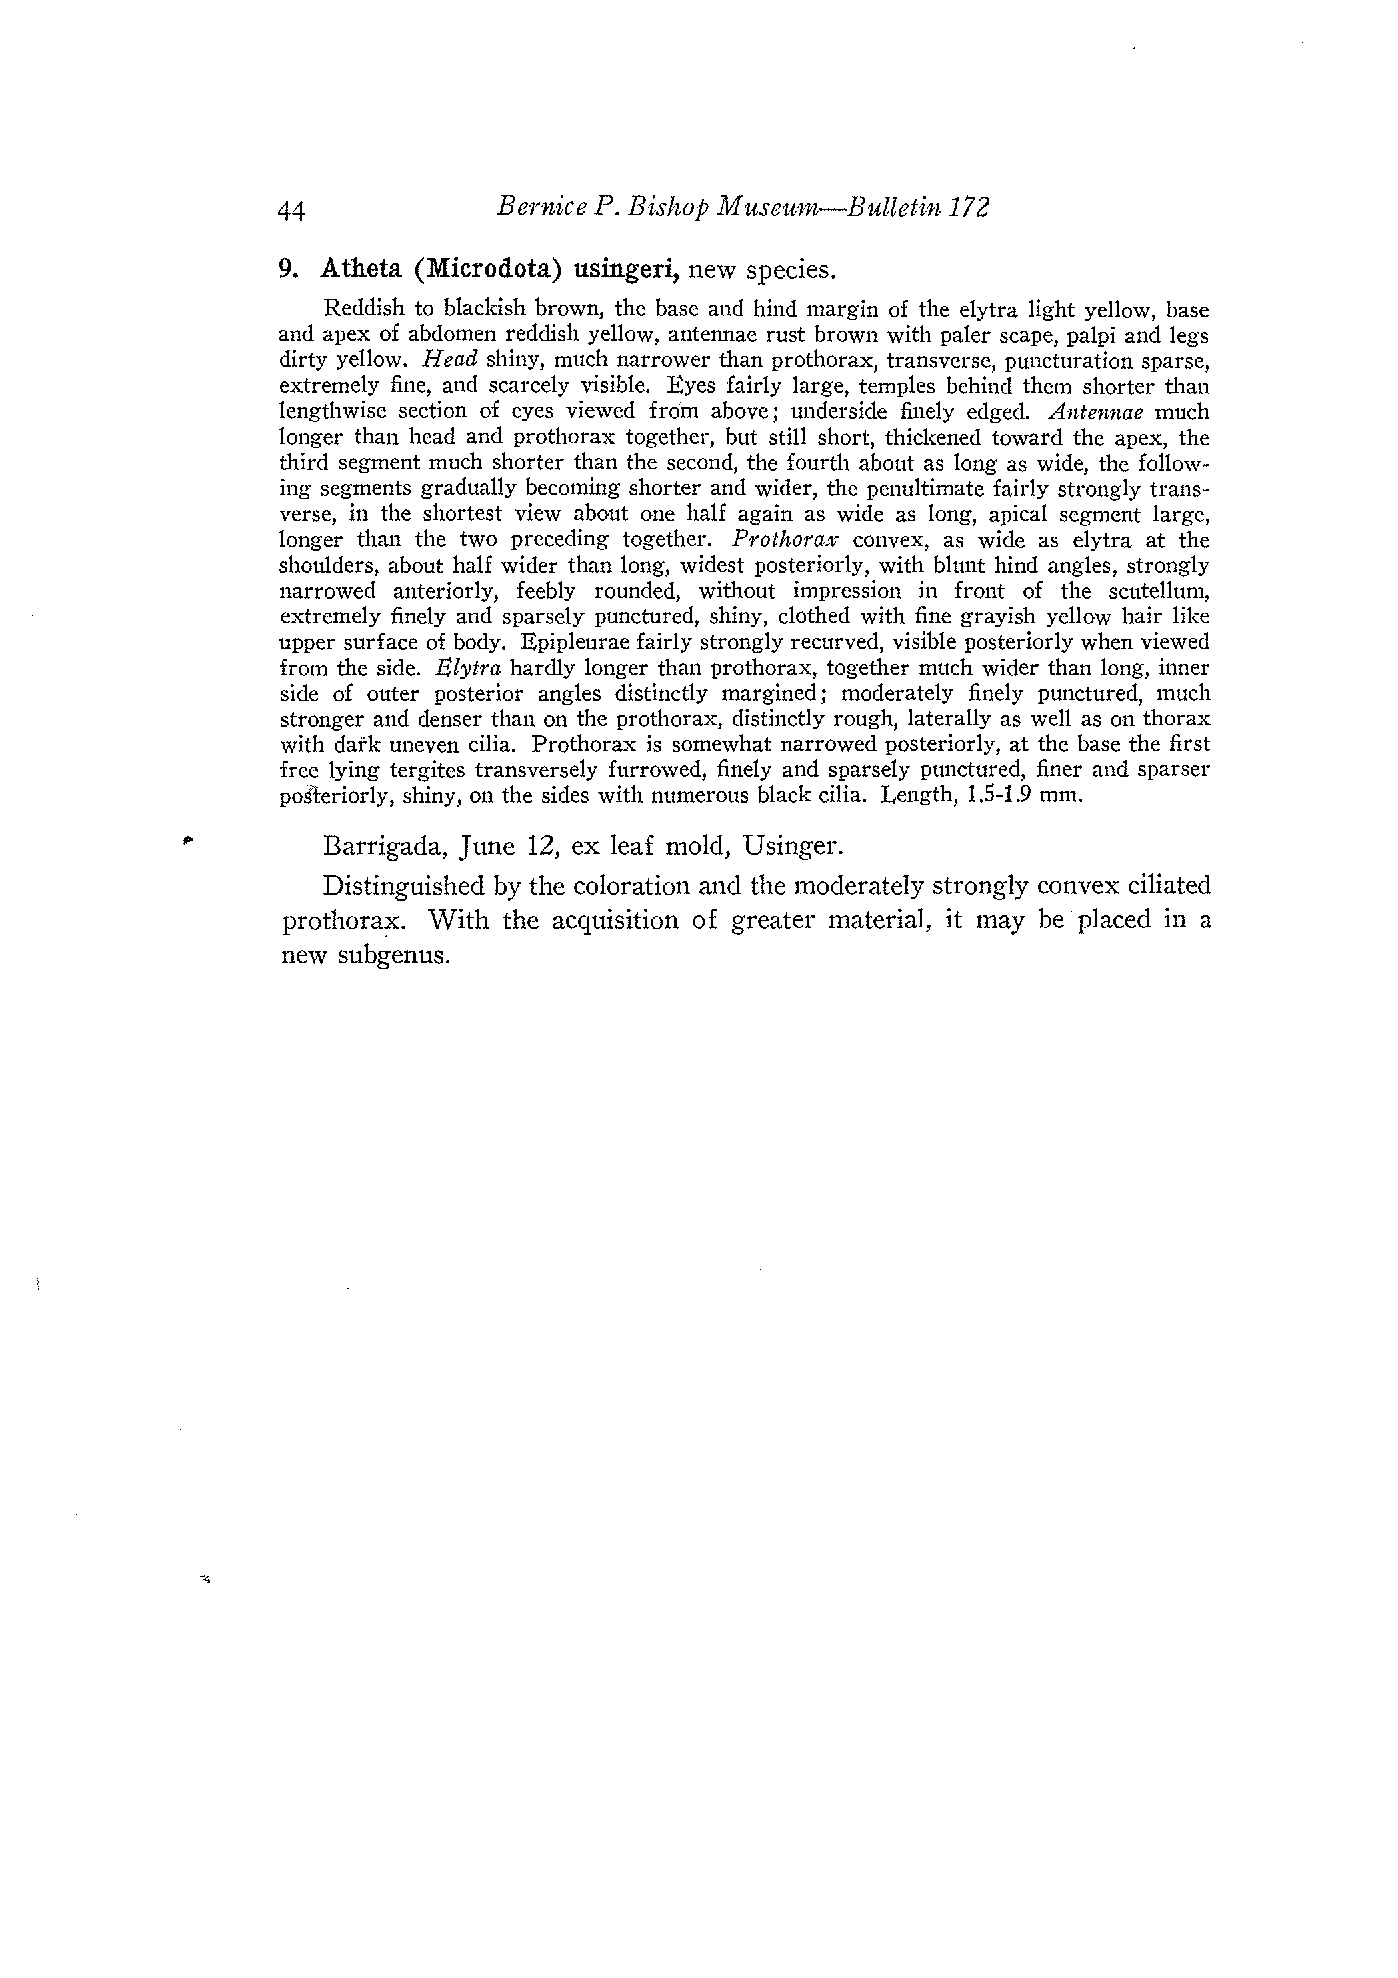 44 Bernice P. Bishop Museum—Bulletin 172
9. Atheta (Microdota) usingeri, new species.
Reddish to blackish brown, the base and hind margin of the elytra light yellow, base
and apex of abdomen reddish yellow, antennae rust brown with paler scape, palpi and legs
dirty yellow. Head shiny, much narrower than prothorax, transverse, puncturation sparse,
extremely fine, and scarcely visible. Eyes fairly large, temples behind them shorter than
lengthwise section of eyes viewed from above; underside finely edged. Antennae much
longer than head and prothorax together, but still short, thickened toward the apex, the
third segment much shorter than the second, the fourth about as long as wide, the follow-
ing segments gradually becoming shorter and wider, the penultimate fairly strongly trans-
verse, in the shortest view about one half again as wide as long, apical segment large,
longer than the two preceding together. Prothorax convex, as wide as elytra at the
shoulders, about half wider than long, widest posteriorly, with blunt hind angles, strongly
narrowed anteriorly, feebly rounded, without impression in front of the scutellum,
extremely finely and sparsely punctured, shiny, clothed with fine grayish yellow hair like
upper surface of body. Epipleurae fairly strongly recurved, visible posteriorly when viewed
from the side. Elytra hardly longer than prothorax, together much wider than long, inner
side of outer posterior angles distinctly margined; moderately finely punctured, much
stronger and denser than on the prothorax, distinctly rough, laterally as well as on thorax
with dark uneven cilia. Prothorax is somewhat narrowed posteriorly, at the base the first
free lying tergites transversely furrowed, finely and sparsely punctured, finer and sparser
posteriorly, shiny, on the sides with numerous black cilia. Length, 1.5-1.9 mm.
Barrigada, June 12, ex leaf mold, Usinger.
Distinguished by the coloration and the moderately strongly convex ciliated
prothorax. With the acquisition of greater material, it may be placed in a
new subgenus.